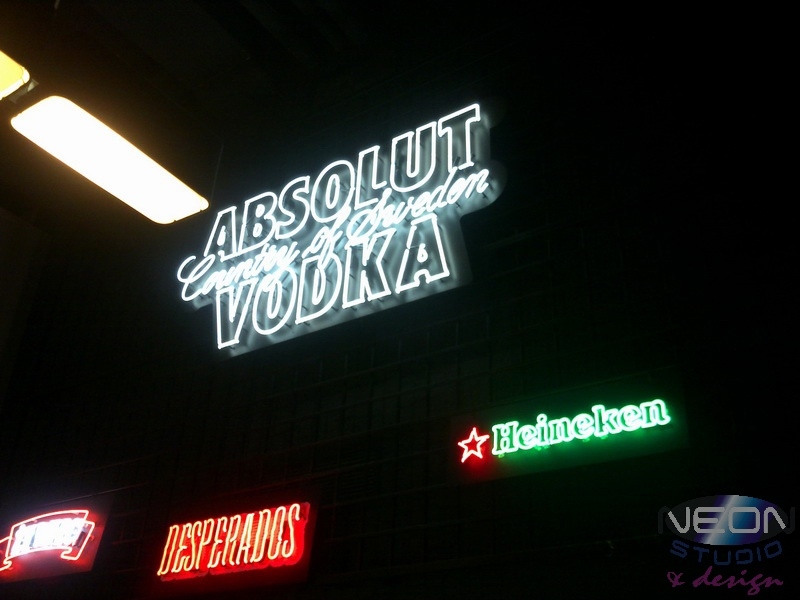 ABSOLUT
Country of Sweden
VODKA
Heineken
DESPERADOS
NEON
STUDIO
& design